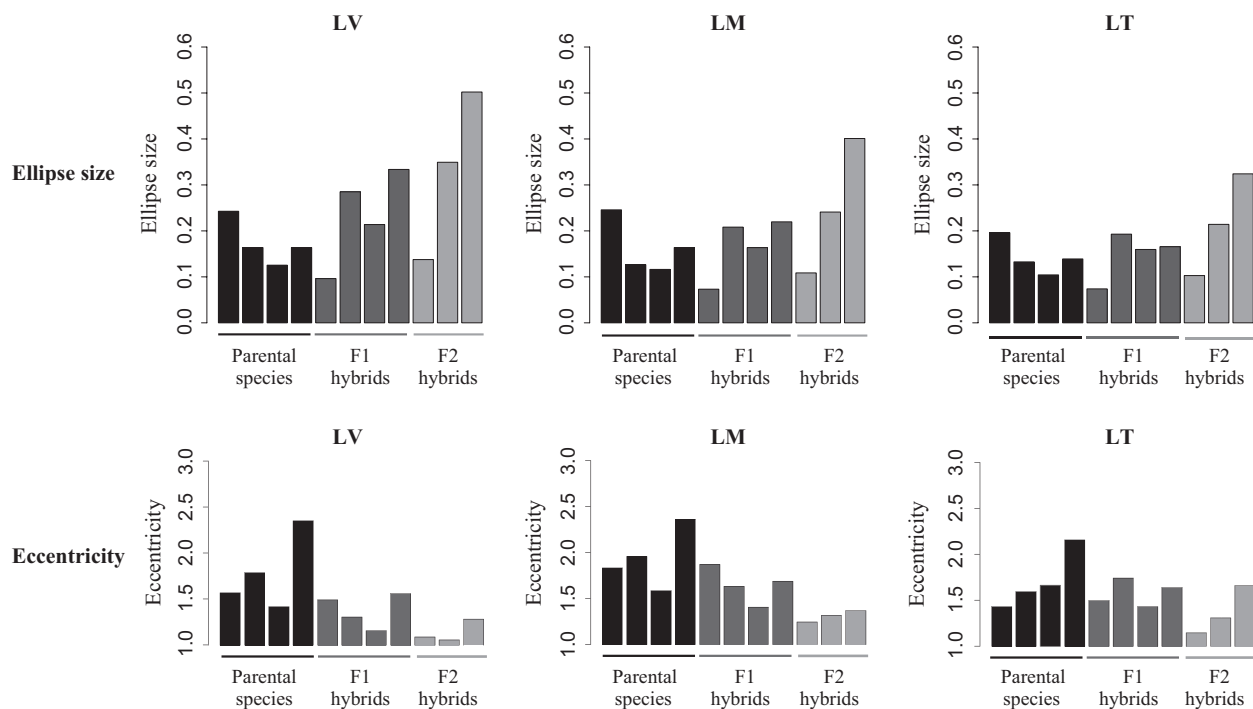 LV
LM
LT
Ellipse size
Ellipse size
0.0 0.1 0.2 0.3 0.4 0.5 0.6
Parental species
F1 hybrids
F2 hybrids
Ellipse size
0.0 0.1 0.2 0.3 0.4 0.5 0.6
Parental species
F1 hybrids
F2 hybrids
Ellipse size
0.0 0.1 0.2 0.3 0.4 0.5 0.6
Parental species
F1 hybrids
F2 hybrids
LV
LM
LT
Eccentricity
Eccentricity
1.0 1.5 2.0 2.5 3.0
Parental species
F1 hybrids
F2 hybrids
Eccentricity
1.0 1.5 2.0 2.5 3.0
Parental species
F1 hybrids
F2 hybrids
Eccentricity
1.0 1.5 2.0 2.5 3.0
Parental species
F1 hybrids
F2 hybrids